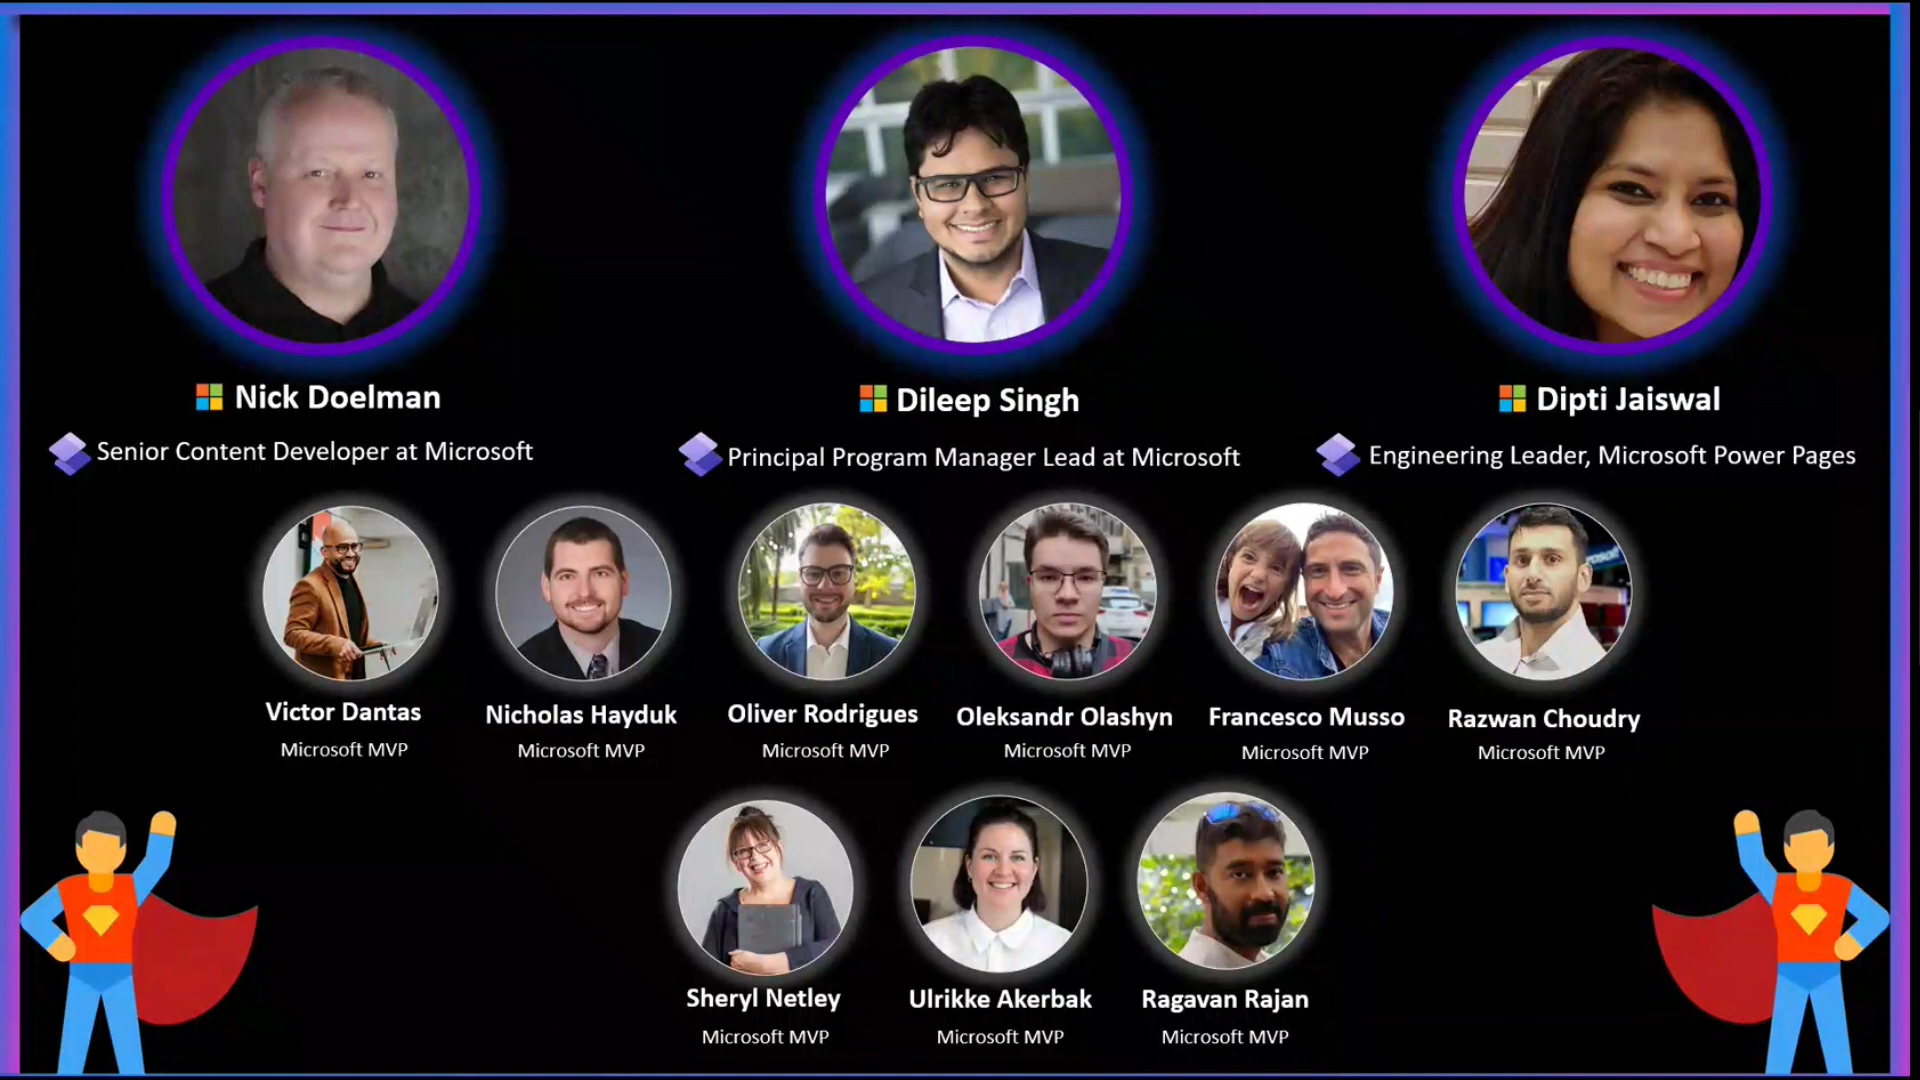 Nick Doelman
Dileep Singh
Dipti Jaiswal
Senior Content Developer at Microsoft
Principal Program Manager Lead at Microsoft
Engineering Leader, Microsoft Power Pages
Victor Dantas
Nicholas Hayduk
Oliver Rodrigues
Oleksandr Olashyn
Francesco Musso
Razwan Choudry
Microsoft MVP
Microsoft MVP
Microsoft MVP
Microsoft MVP
Microsoft MVP
Microsoft MVP
Sheryl Netley
Ulrikke Akerbak
Ragavan Rajan
Microsoft MVP
Microsoft MVP
Microsoft MVP